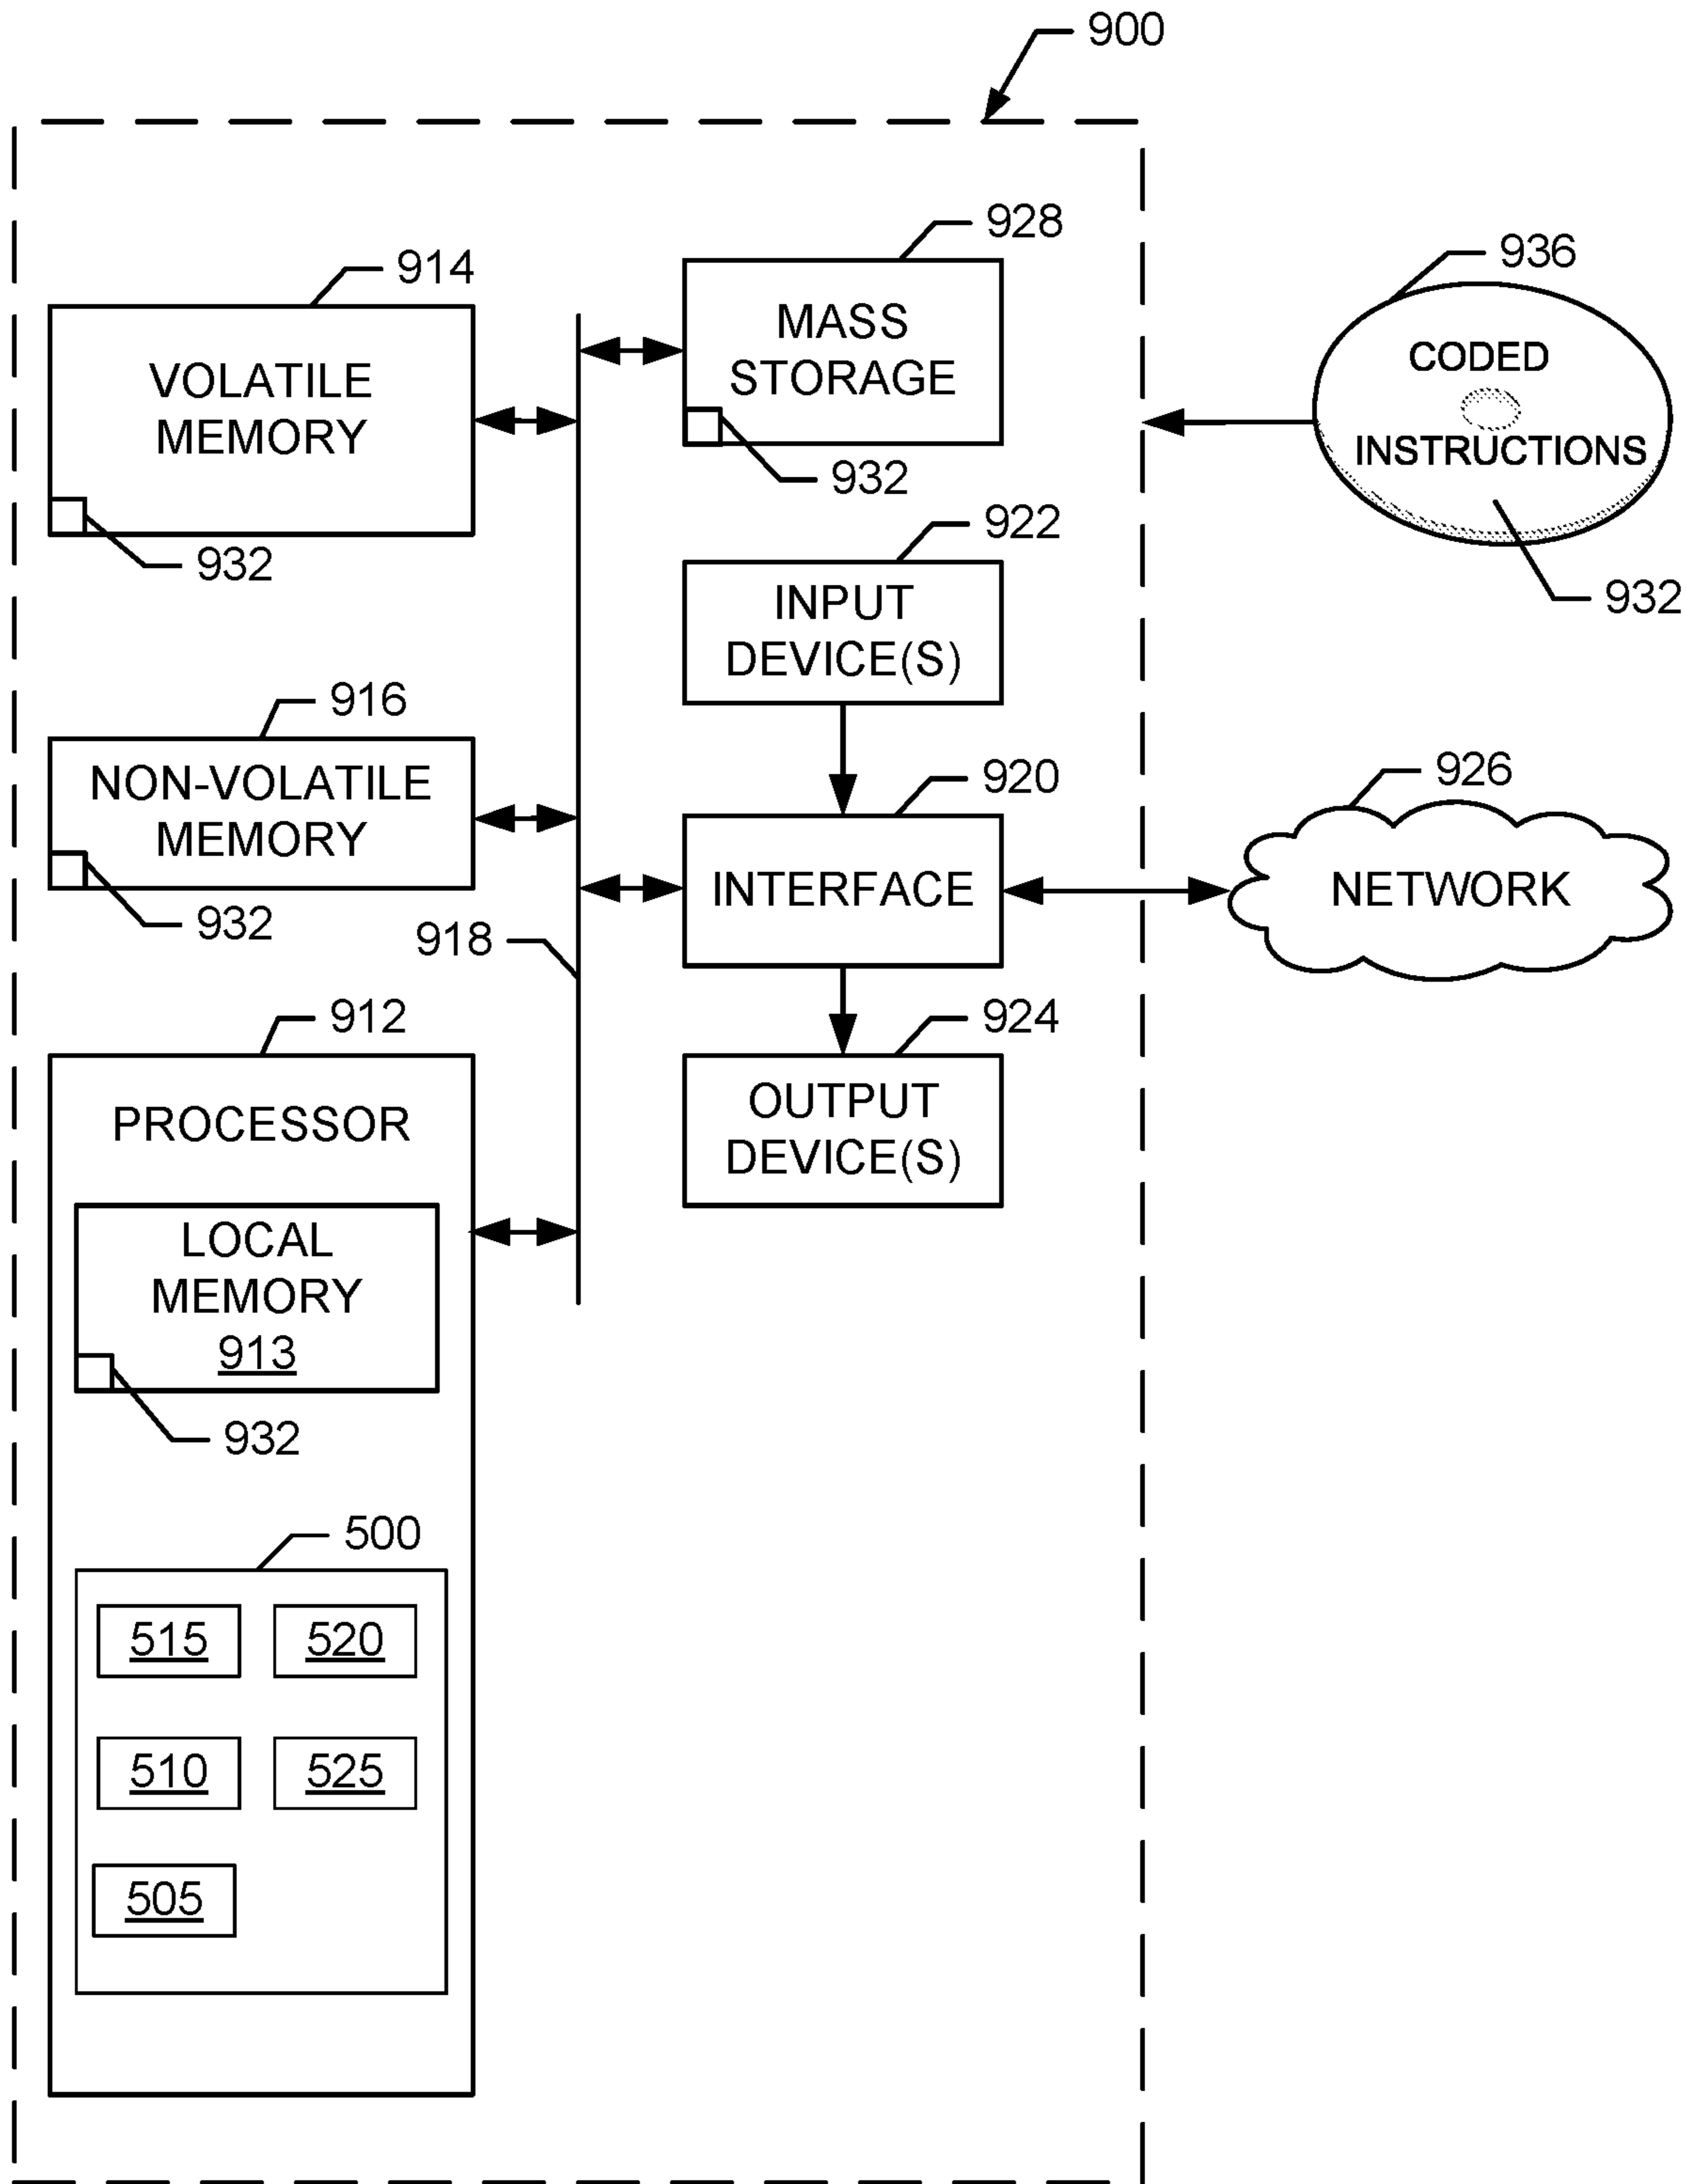 900
928
914
936
MASS
STORAGE
VOLATILE
MEMORY
CODED
INSTRUCTIONS
932
932
932
922
INPUT
DEVICE(S)
916
NON-VOLATILE
MEMORY
932
926
NETWORK
920
INTERFACE
918
912
924
PROCESSOR
OUTPUT
DEVICE(S)
LOCAL
MEMORY
913
932
500
515
520
510
525
505